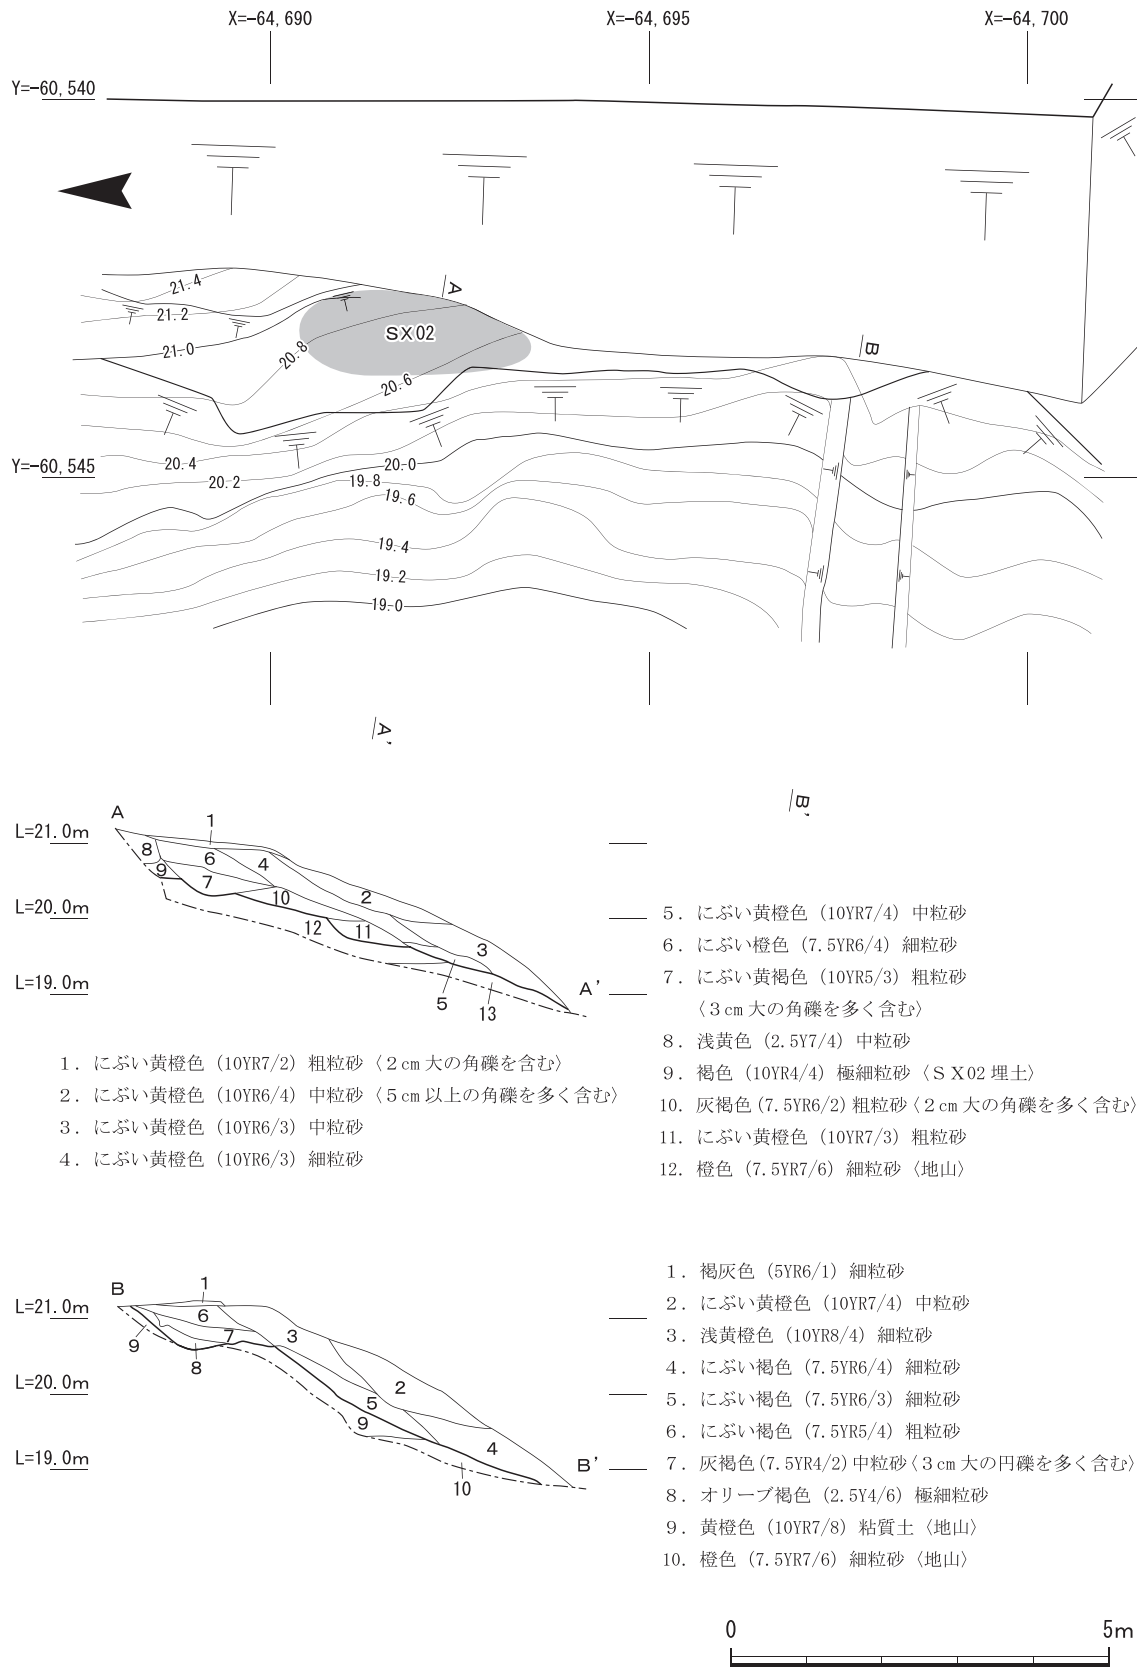 X=−64,690
X=−64,695
X=−64,700
Y=−60,540
21.4
A
21.2
SX02
21.0
20.8
B
20.6
Y=−60,545
20.4
20.0
20.2
19.8
19.6
19.4
19.2
19.0
A'
B'
A
L=21.0m
1
8
6
4
9
7
10
2
L=20.0m
12
11
3
L=19.0m
5
13
A'
1．にぶい黄橙色（10YR7/2）粗粒砂〈2cm大の角礫を含む〉
2．にぶい黄橙色（10YR6/4）中粒砂〈5cm以上の角礫を多く含む〉
3．にぶい黄橙色（10YR6/3）中粒砂
4．にぶい黄橙色（10YR6/3）細粒砂
5．にぶい黄橙色（10YR7/4）中粒砂
6．にぶい橙色（7.5YR6/4）細粒砂
7．にぶい黄褐色（10YR5/3）粗粒砂
〈3cm大の角礫を多く含む〉
8．浅黄色（2.5Y7/4）中粒砂
9．褐色（10YR4/4）極細粒砂〈SX02埋土〉
10．灰褐色（7.5YR6/2）粗粒砂〈2cm大の角礫を多く含む〉
11．にぶい黄橙色（10YR7/3）粗粒砂
12．橙色（7.5YR7/6）細粒砂〈地山〉
B
L=21.0m
1
6
9
7
3
8
L=20.0m
2
5
9
4
L=19.0m
10
B'
1．褐灰色（5YR6/1）細粒砂
2．にぶい黄橙色（10YR7/4）中粒砂
3．浅黄橙色（10YR8/4）細粒砂
4．にぶい褐色（7.5YR6/4）細粒砂
5．にぶい褐色（7.5YR6/3）細粒砂
6．にぶい褐色（7.5YR5/4）粗粒砂
7．灰褐色（7.5YR4/2）中粒砂〈3cm大の円礫を多く含む〉
8．オリーブ褐色（2.5Y4/6）極細粒砂
9．黄橙色（10YR7/8）粘質土〈地山〉
10．橙色（7.5YR7/6）細粒砂〈地山〉
0
5m